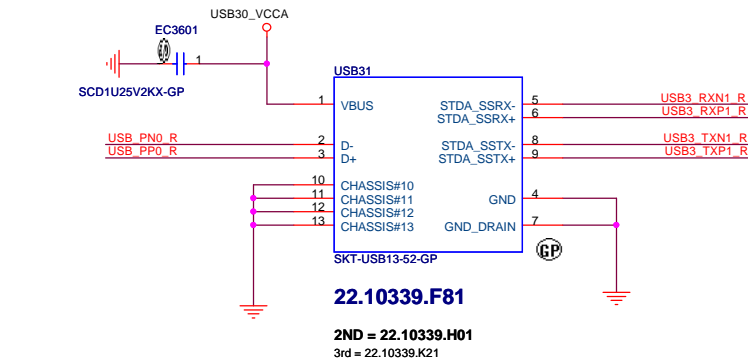 USB30_VCCA
EC3601
1
SCD1U25V2KX-GP
USB31
1 VBUS
STDA_SSRX- 5 USB3_RXN1_R
STDA_SSRX+ 6 USB3_RXP1_R
USB_PN0_R 2 D-
USB_PP0_R 3 D+
STDA_SSTX- 8 USB3_TXN1_R
STDA_SSTX+ 9 USB3_TXP1_R
10 CHASSIS#10
11 CHASSIS#11
12 CHASSIS#12
13 CHASSIS#13
GND 4
GND_DRAIN 7
SKT-USB13-52-GP
GP
22.10339.F81
2ND = 22.10339.H01
3rd = 22.10339.K21